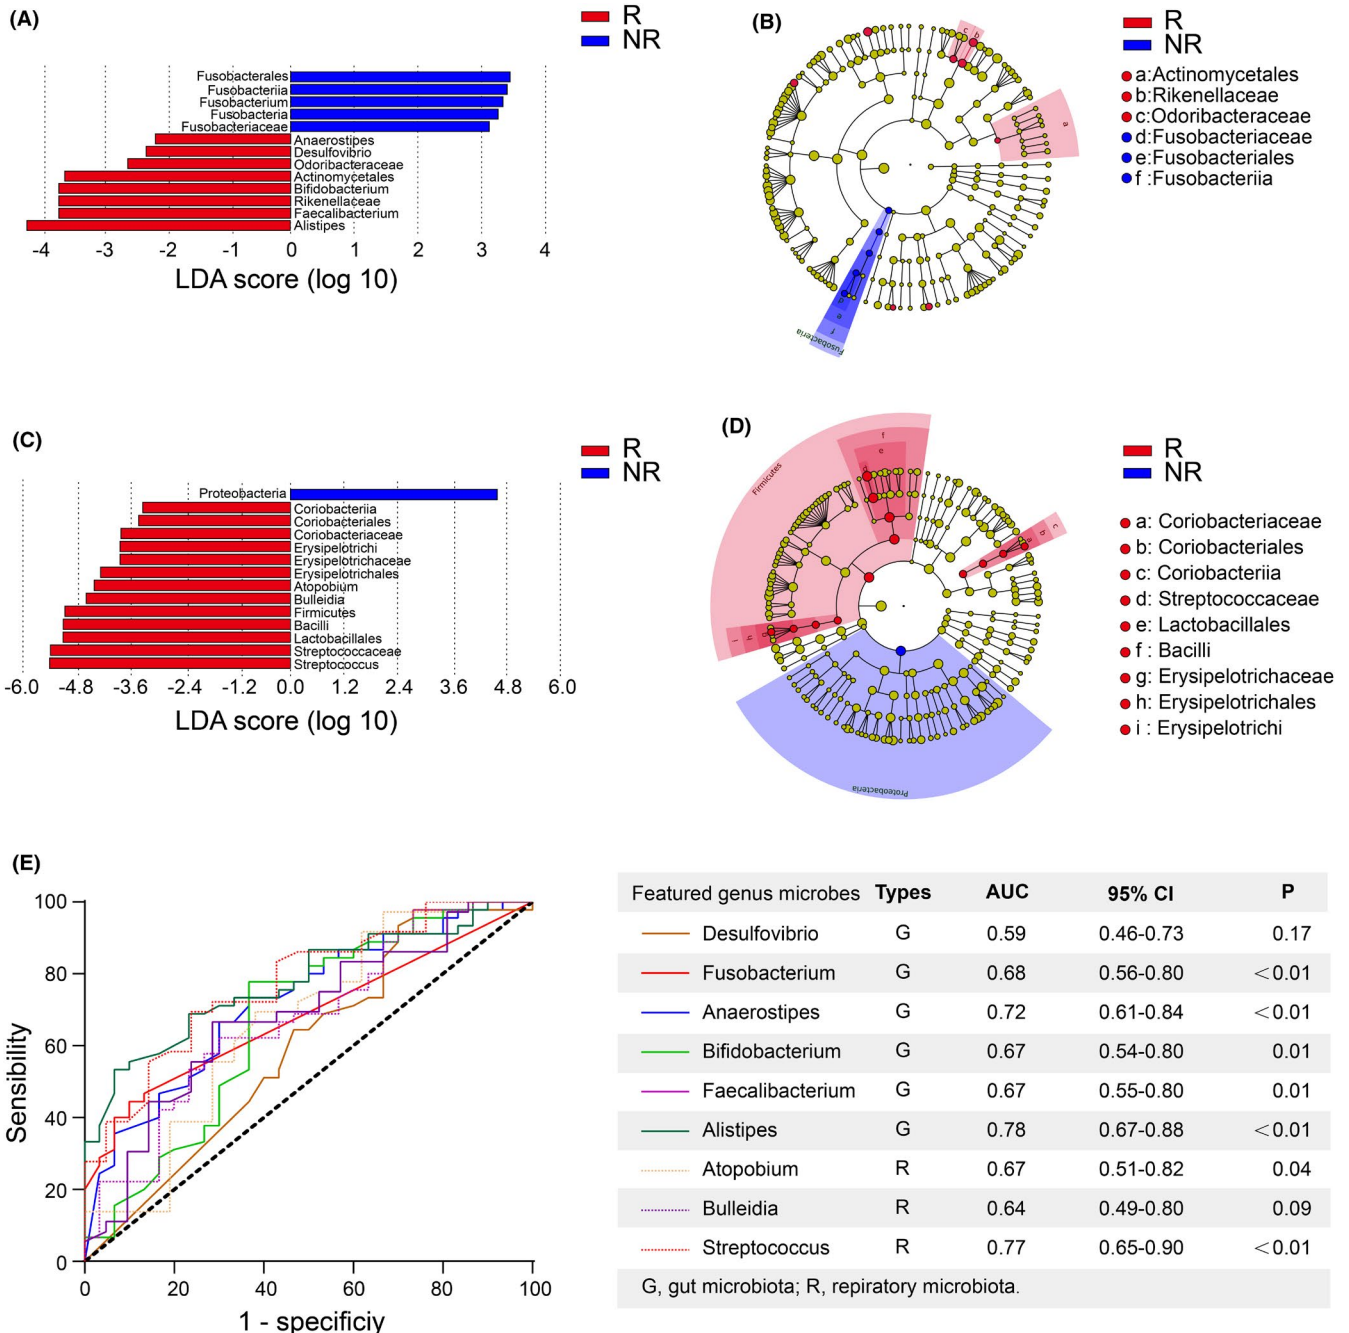 (A)
R
NR
Fusobacterales
Fusobacteriia
Fusobacterium
Fusobacteria
Fusobacteriaceae
Anaerostipes
Desulfovibrio
Odoribacteraceae
Actinomycetales
Bifidobacterium
Rikenellaceae
Faecalibacterium
Alistipes
-4 -3 -2 -1 0 1 2 3 4
LDA score (log 10)
(B)
R
NR
a:Actinomycetales
b:Rikenellaceae
c:Odoribacteraceae
d:Fusobacteriaceae
e:Fusobacteriales
f :Fusobacteriia
c b
a
d
e
f
Fusobacteria
(C)
R
NR
Proteobacteria
Coriobacteriia
Coriobacteriales
Coriobacteriaceae
Erysipelotrichi
Erysipelotrichaceae
Erysipelotrichales
Atopobium
Bulleidia
Firmicutes
Bacilli
Lactobacillales
Streptococcaceae
Streptococcus
-6.0 -4.8 -3.6 -2.4 -1.2 0.0 1.2 2.4 3.6 4.8 6.0
LDA score (log 10)
(D)
R
NR
a: Coriobacteriaceae
b: Coriobacteriales
c: Coriobacteriia
d: Streptococcaceae
e: Lactobacillales
f : Bacilli
g: Erysipelotrichaceae
h: Erysipelotrichales
i : Erysipelotrichi
Firmicutes
f
e
d
a b c
i h g
Proteobacteria
(E)
100
80
60
40
20
0
0 20 40 60 80 100
Sensibility
1 - specificiy
Featured genus microbes Types AUC 95% CI P
Desulfovibrio G 0.59 0.46-0.73 0.17
Fusobacterium G 0.68 0.56-0.80 <0.01
Anaerostipes G 0.72 0.61-0.84 <0.01
Bifidobacterium G 0.67 0.54-0.80 0.01
Faecalibacterium G 0.67 0.55-0.80 0.01
Alistipes G 0.78 0.67-0.88 <0.01
Atopobium R 0.67 0.51-0.82 0.04
Bulleidia R 0.64 0.49-0.80 0.09
Streptococcus R 0.77 0.65-0.90 <0.01
G, gut microbiota; R, repiratory microbiota.